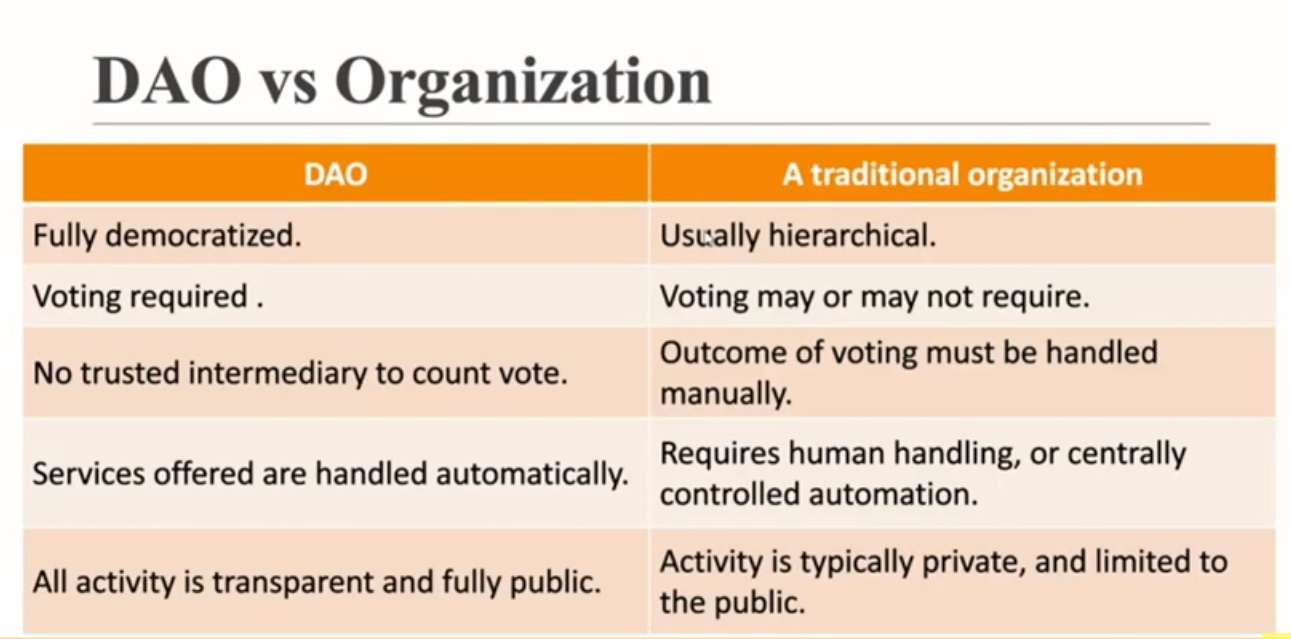 DAO vs Organization
DAO
A traditional organization
Fully democratized.
Usually hierarchical.
Voting required .
Voting may or may not require.
No trusted intermediary to count vote.
Outcome of voting must be handled
manually.
Services offered are handled automatically.
Requires human handling, or centrally
controlled automation.
All activity is transparent and fully public.
Activity is typically private, and limited to
the public.